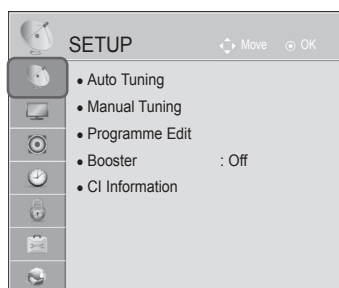 SETUP Move OK
• Auto Tuning
• Manual Tuning
• Programme Edit
• Booster : Off
• CI Information